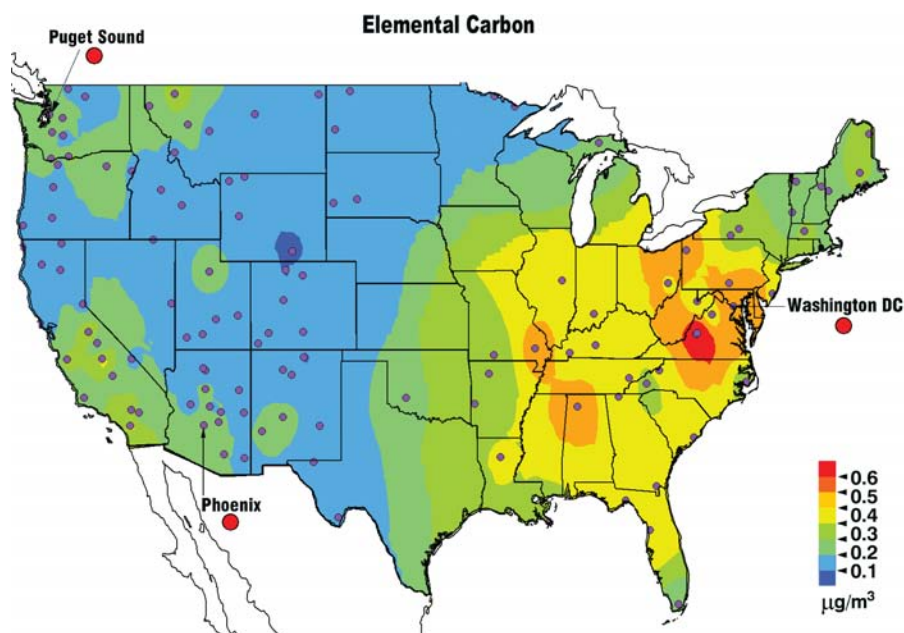 Elemental Carbon
Puget Sound
Washington DC
Phoenix
0.6
0.5
0.4
0.3
0.2
0.1
μg/m³